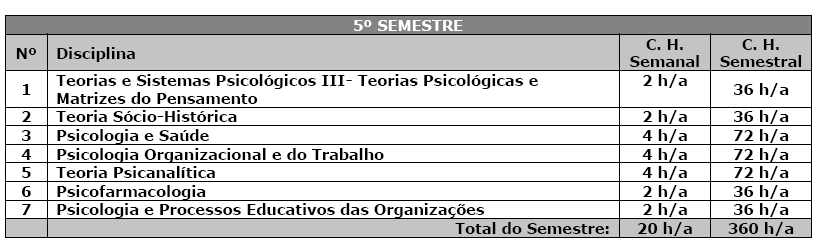 5º SEMESTRE
Nº Disciplina C. H. Semanal C. H. Semestral
1 Teorias e Sistemas Psicológicos III- Teorias Psicológicas e Matrizes do Pensamento 2 h/a 36 h/a
2 Teoria Sócio-Histórica 2 h/a 36 h/a
3 Psicologia e Saúde 4 h/a 72 h/a
4 Psicologia Organizacional e do Trabalho 4 h/a 72 h/a
5 Teoria Psicanalítica 4 h/a 72 h/a
6 Psicofarmacologia 2 h/a 36 h/a
7 Psicologia e Processos Educativos das Organizações 2 h/a 36 h/a
Total do Semestre: 20 h/a 360 h/a